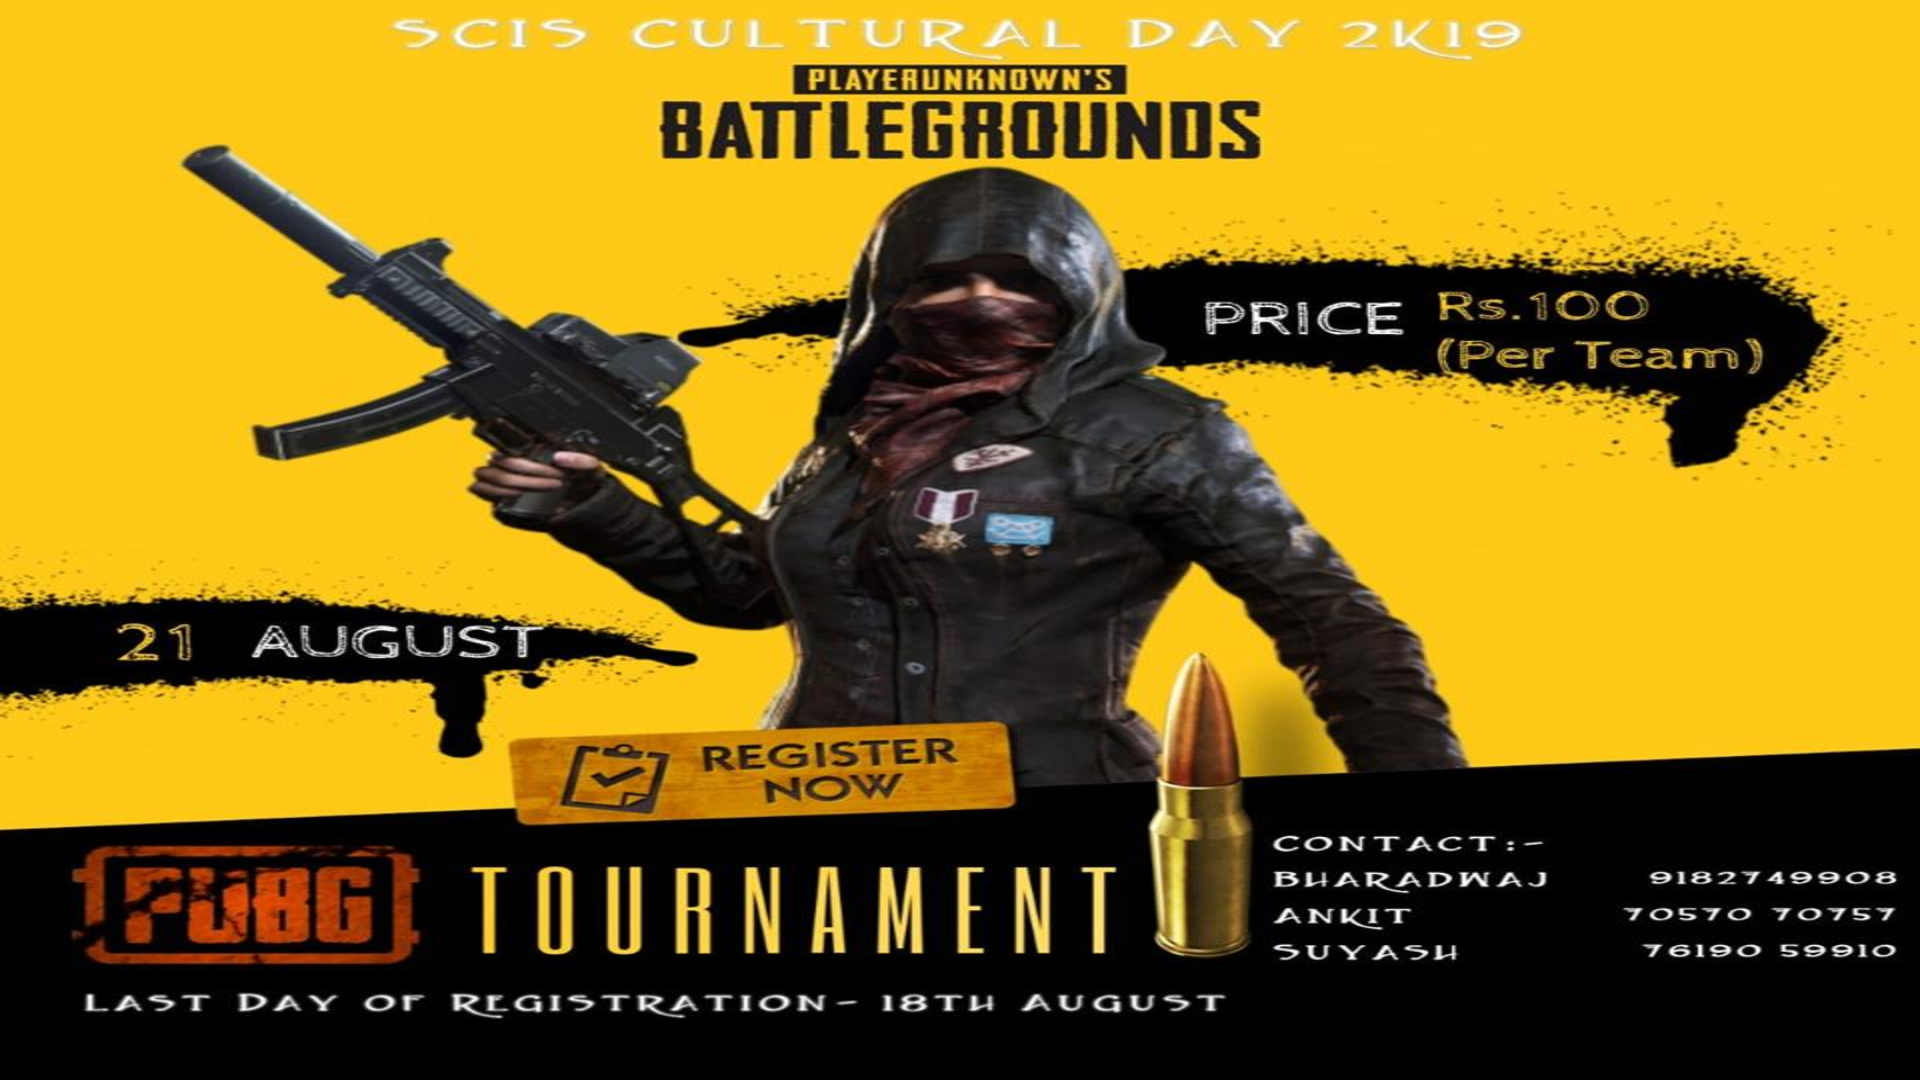 SCIS CULTURAL DAY 2K19
PLAYERUNKNOWN'S
BATTLEGROUNDS
PRICE Rs.100
(Per Team)
21 AUGUST
REGISTER
NOW
PUBG TOURNAMENT
CONTACT:-
BHARADWAJ 9182749908
ANKIT 70570 70757
SUYASH 76190 59910
LAST DAY OF REGISTRATION- 18TH AUGUST